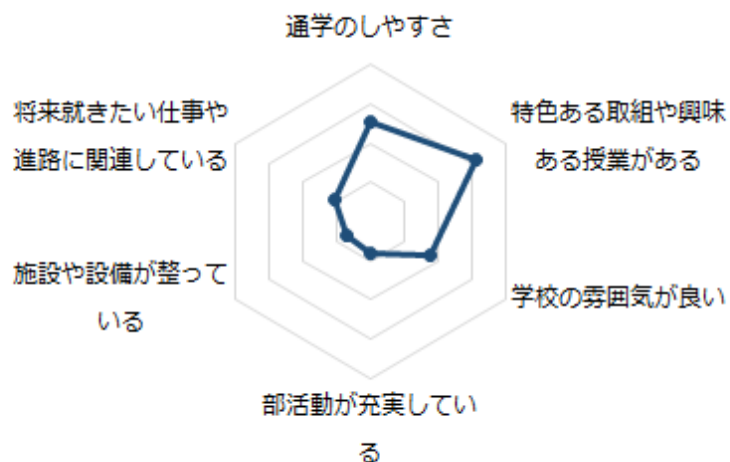 通学のしやすさ
特色ある取組や興味
ある授業がある
学校の雰囲気が良い
部活動が充実してい
る
施設や設備が整って
いる
将来就きたい仕事や
進路に関連している